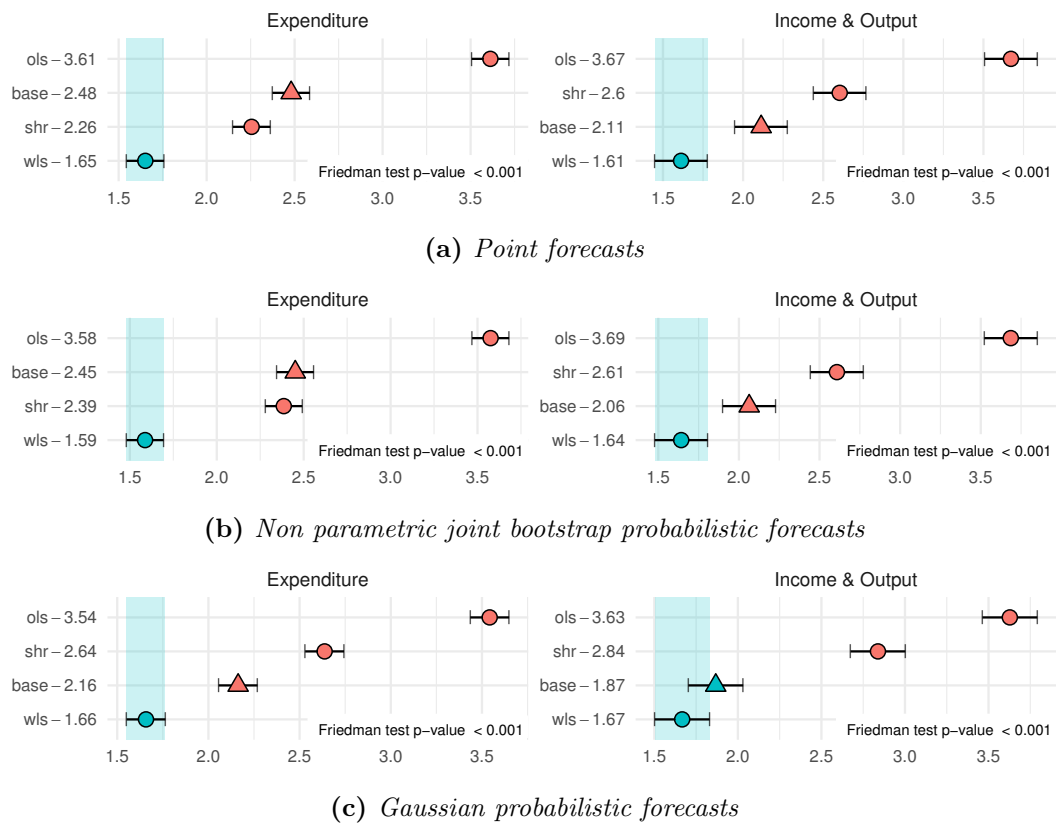 Expenditure
ols − 3.61
base − 2.48
shr − 2.26
wls − 1.65
Friedman test p−value < 0.001
1.5 2.0 2.5 3.0 3.5
Income & Output
ols − 3.67
shr − 2.6
base − 2.11
wls − 1.61
Friedman test p−value < 0.001
1.5 2.0 2.5 3.0 3.5
(a) Point forecasts
Expenditure
ols − 3.58
base − 2.45
shr − 2.39
wls − 1.59
Friedman test p−value < 0.001
1.5 2.0 2.5 3.0 3.5
Income & Output
ols − 3.69
shr − 2.61
base − 2.06
wls − 1.64
Friedman test p−value < 0.001
1.5 2.0 2.5 3.0 3.5
(b) Non parametric joint bootstrap probabilistic forecasts
Expenditure
ols − 3.54
shr − 2.64
base − 2.16
wls − 1.66
Friedman test p−value < 0.001
1.5 2.0 2.5 3.0 3.5
Income & Output
ols − 3.63
shr − 2.84
base − 1.87
wls − 1.67
Friedman test p−value < 0.001
1.5 2.0 2.5 3.0 3.5
(c) Gaussian probabilistic forecasts